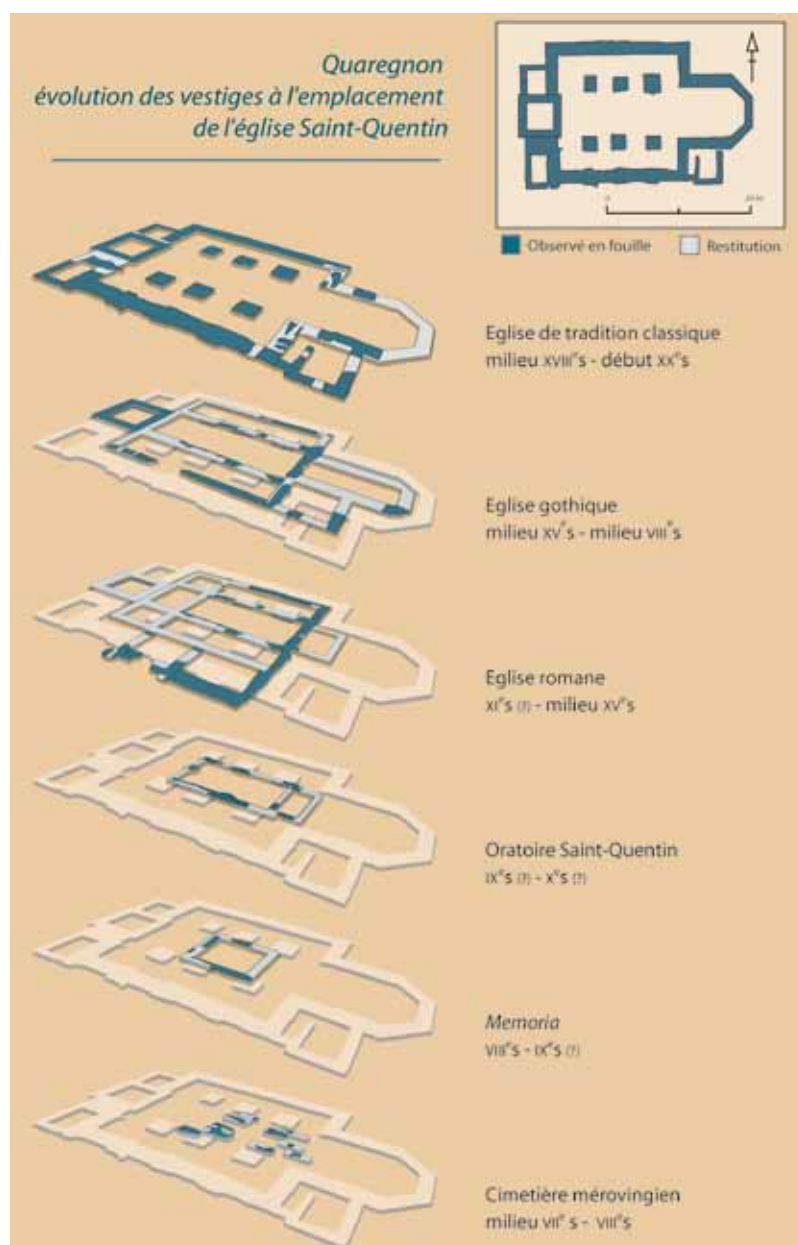 Quaregnon
évolution des vestiges à l'emplacement
de l'église Saint-Quentin
0 20 m
Observé en fouille Restitution
Eglise de tradition classique
milieu XVIIIᵉs - début XXᵉs
Eglise gothique
milieu XVᵉs - milieu VIIIᵉs
Eglise romane
XIᵉs (?) - milieu XVᵉs
Oratoire Saint-Quentin
IXᵉs (?) - Xᵉs (?)
Memoria
VIIIᵉs - IXᵉs (?)
Cimetière mérovingien
milieu VIIᵉ s - VIIIᵉs